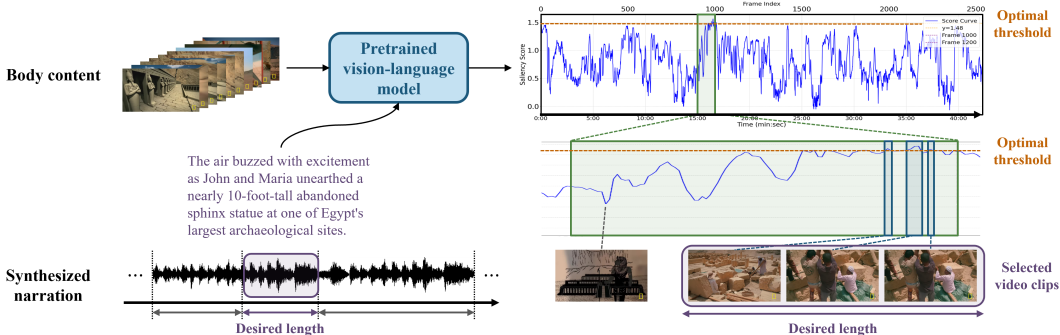 Body content
Pretrained
vision-language
model
The air buzzed with excitement
as John and Maria unearthed a
nearly 10-foot-tall abandoned
sphinx statue at one of Egypt's
largest archaeological sites.
Synthesized
narration
...
...
Desired length
Frame Index
0 500 1000 1500 2000 2500
Saliency Score
1.5
1.0
0.5
0.0
Score Curve
y=1.48
Frame 1000
Frame 1200
0:00 5:00 15:00 20:00 25:00 30:00 35:00 40:00
Time (min:sec)
Optimal
threshold
Optimal
threshold
Selected
video clips
Desired length